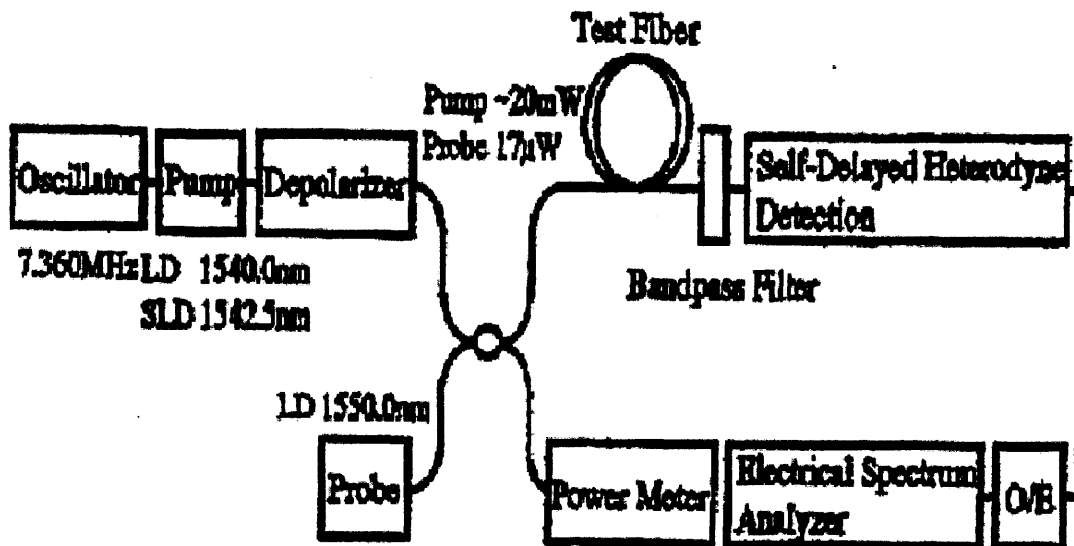 Test Fiber
Pump ~20mW
Probe 17μW
Oscillator
Pump
Depolarizer
Self-Delayed Heterodyne
Detection
7.360MHz LD 1540.0nm
SLD 1542.5nm
Bandpass Filter
LD 1550.0nm
Probe
Power Meter
Electrical Spectrum
Analyzer
O/E